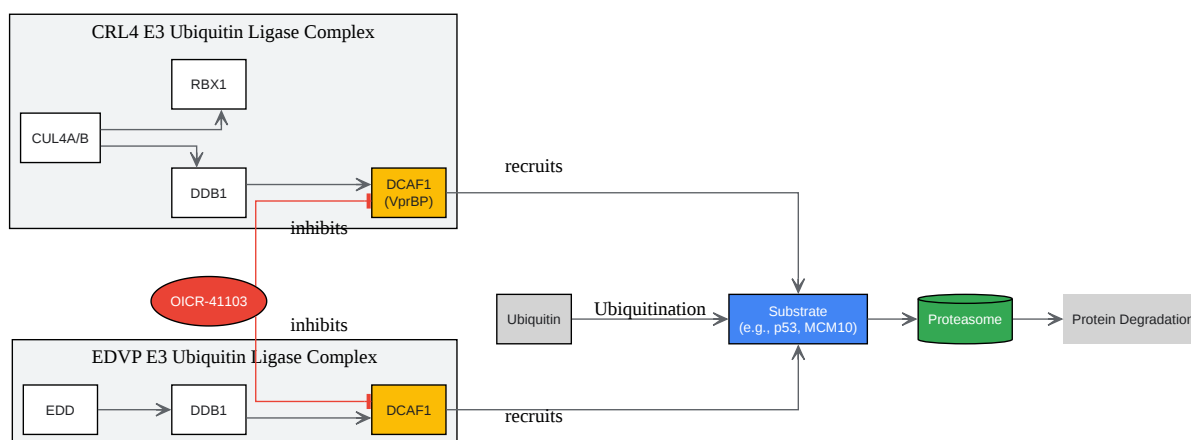 CRL4 E3 Ubiquitin Ligase Complex
RBX1
CUL4A/B
DDB1
DCAF1
(VprBP)
recruits
inhibits
OICR-41103
inhibits
Ubiquitin
Ubiquitination
Substrate
(e.g., p53, MCM10)
Proteasome
Protein Degradation
EDVP E3 Ubiquitin Ligase Complex
EDD
DDB1
DCAF1
recruits